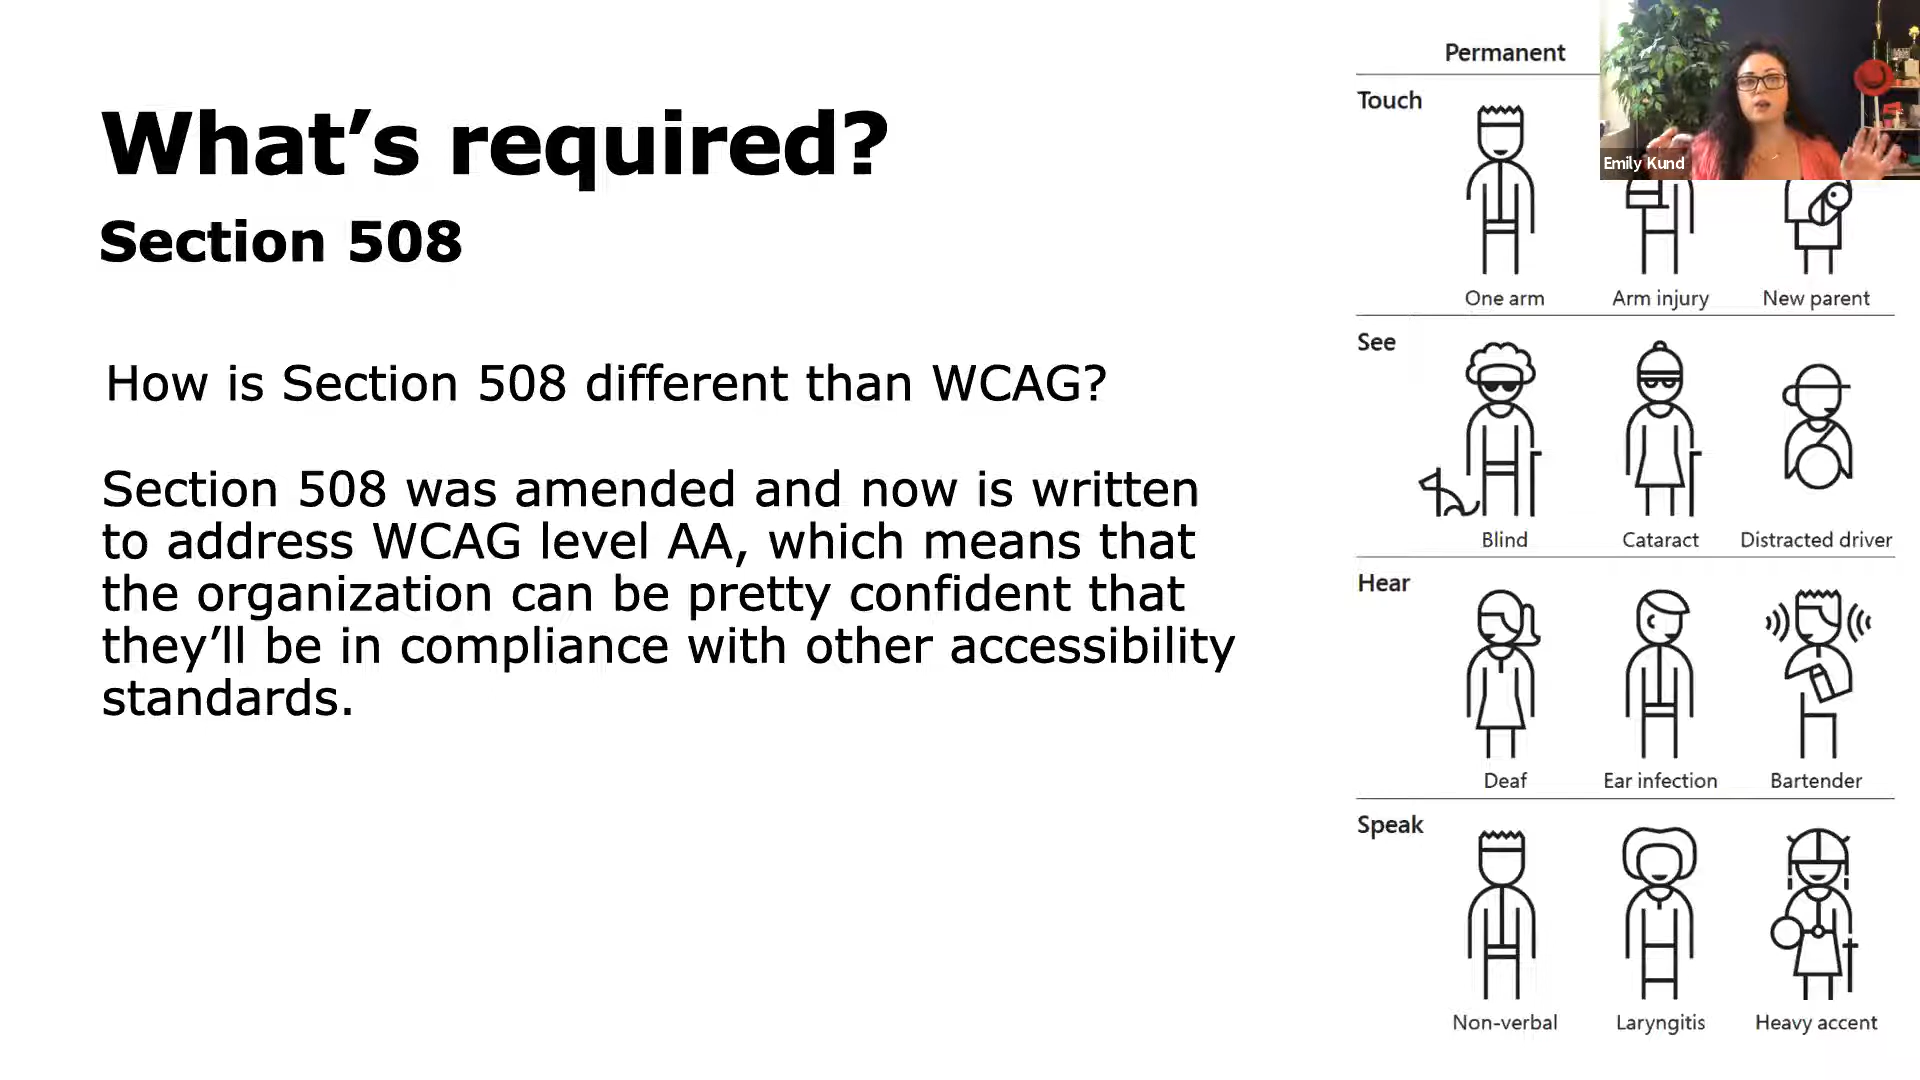 What's required?
Section 508
How is Section 508 different than WCAG?
Section 508 was amended and now is written
to address WCAG level AA, which means that
the organization can be pretty confident that
they'll be in compliance with other accessibility
standards.
Permanent
Touch
One arm
Arm injury
New parent
See
Blind
Cataract
Distracted driver
Hear
Deaf
Ear infection
Bartender
Speak
Non-verbal
Laryngitis
Heavy accent
Emily Kund